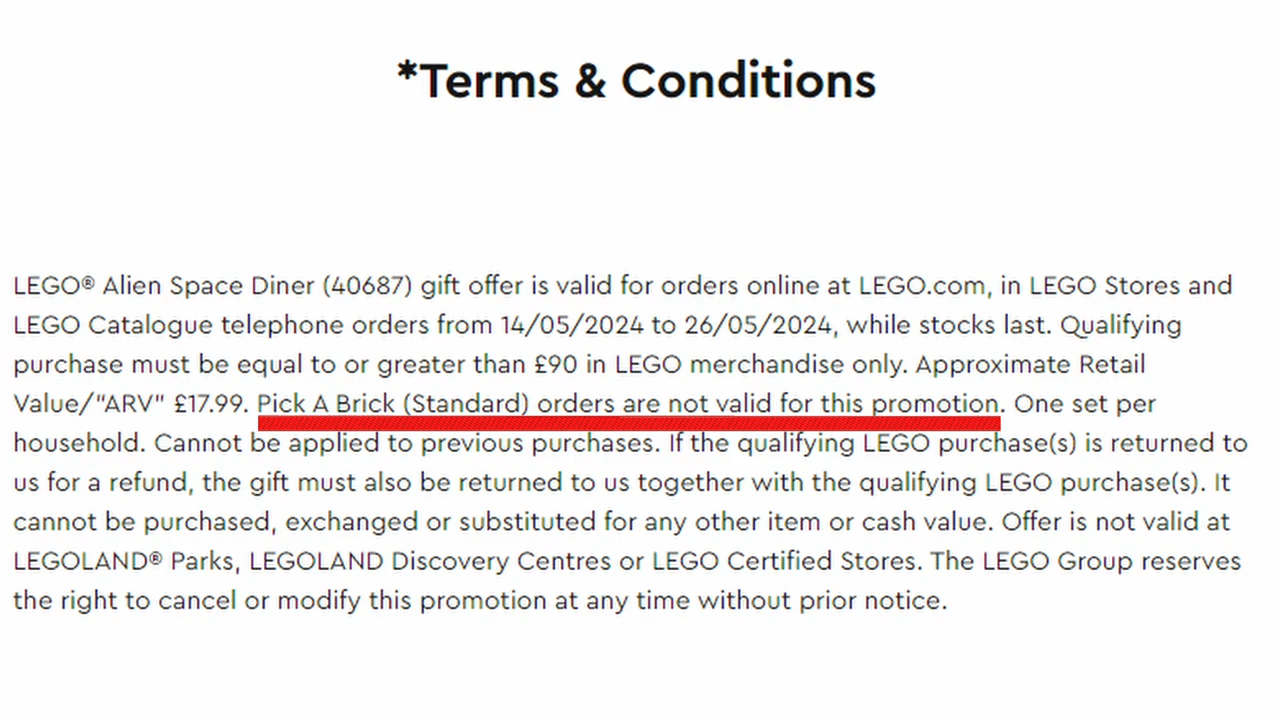 *Terms & Conditions
LEGO® Alien Space Diner (40687) gift offer is valid for orders online at LEGO.com, in LEGO Stores and
LEGO Catalogue telephone orders from 14/05/2024 to 26/05/2024, while stocks last. Qualifying
purchase must be equal to or greater than £90 in LEGO merchandise only. Approximate Retail
Value/"ARV" £17.99. Pick A Brick (Standard) orders are not valid for this promotion. One set per
household. Cannot be applied to previous purchases. If the qualifying LEGO purchase(s) is returned to
us for a refund, the gift must also be returned to us together with the qualifying LEGO purchase(s). It
cannot be purchased, exchanged or substituted for any other item or cash value. Offer is not valid at
LEGOLAND® Parks, LEGOLAND Discovery Centres or LEGO Certified Stores. The LEGO Group reserves
the right to cancel or modify this promotion at any time without prior notice.